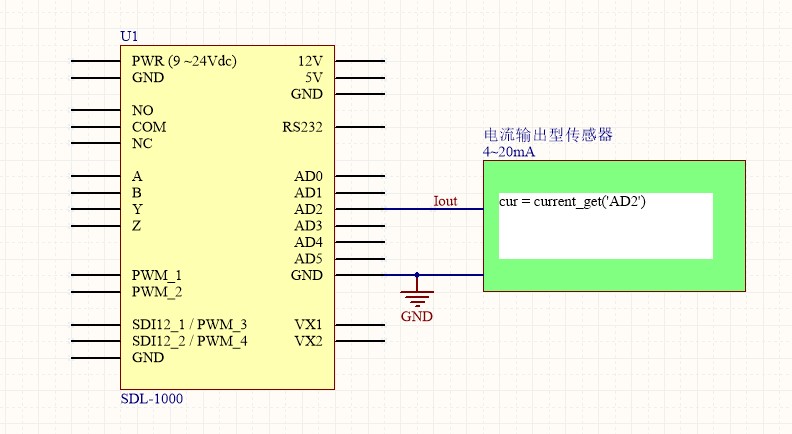 U1
PWR (9 ~24Vdc) 12V
GND 5V
GND
NO
COM RS232
NC
A AD0
B AD1
Y AD2
Z AD3
AD4
AD5
PWM_1 GND
PWM_2
SDI12_1 / PWM_3 VX1
SDI12_2 / PWM_4 VX2
GND
SDL-1000
Iout
GND
电流输出型传感器
4~20mA
cur = current_get('AD2')